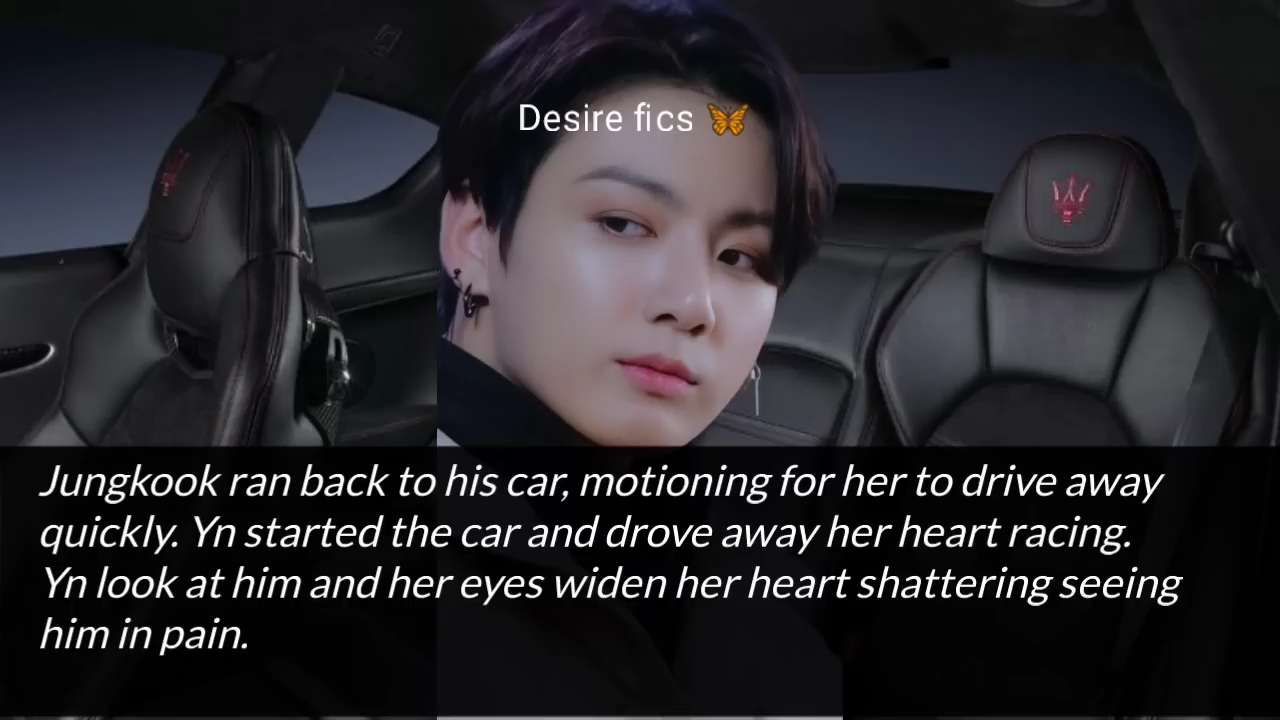 Desire fics 🦋
Jungkook ran back to his car, motioning for her to drive away
quickly. Yn started the car and drove away her heart racing.
Yn look at him and her eyes widen her heart shattering seeing
him in pain.